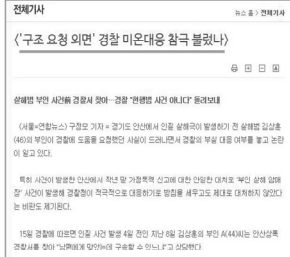 전체기사
뉴스 홈 > 전체기사
<'구조 요청 외면' 경찰 미온대응 참극 불렀나>
살해범 부인 사건前 경찰서 찾아…경찰 "현행범 사건 아니다" 돌려보내
(서울=연합뉴스) 구정모 기자 = 경기도 안산에서 인질 살해극이 발생하기 전 살해범 김상훈
(46)의 부인이 경찰에 도움을 요청했던 사실이 드러나면서 경찰의 부실 대응 여부를 놓고 논란
이 일고 있다.
특히 사건이 발생한 안산에서 작년 말 가정폭력 신고에 대한 안일한 대처로 '부인 살해 암매
장' 사건이 발생해 경찰청이 적극적으로 대응하기로 방침을 세우고도 제대로 대처하지 않았다
는 비판도 제기된다.
15일 경찰에 따르면 인질 사건 발생 4일 전인 지난 8일 김상훈의 부인 A(44)씨는 안산상록
경찰서를 찾아 "남편에게 맞았는데 구속할 수 있느냐"고 상담했다